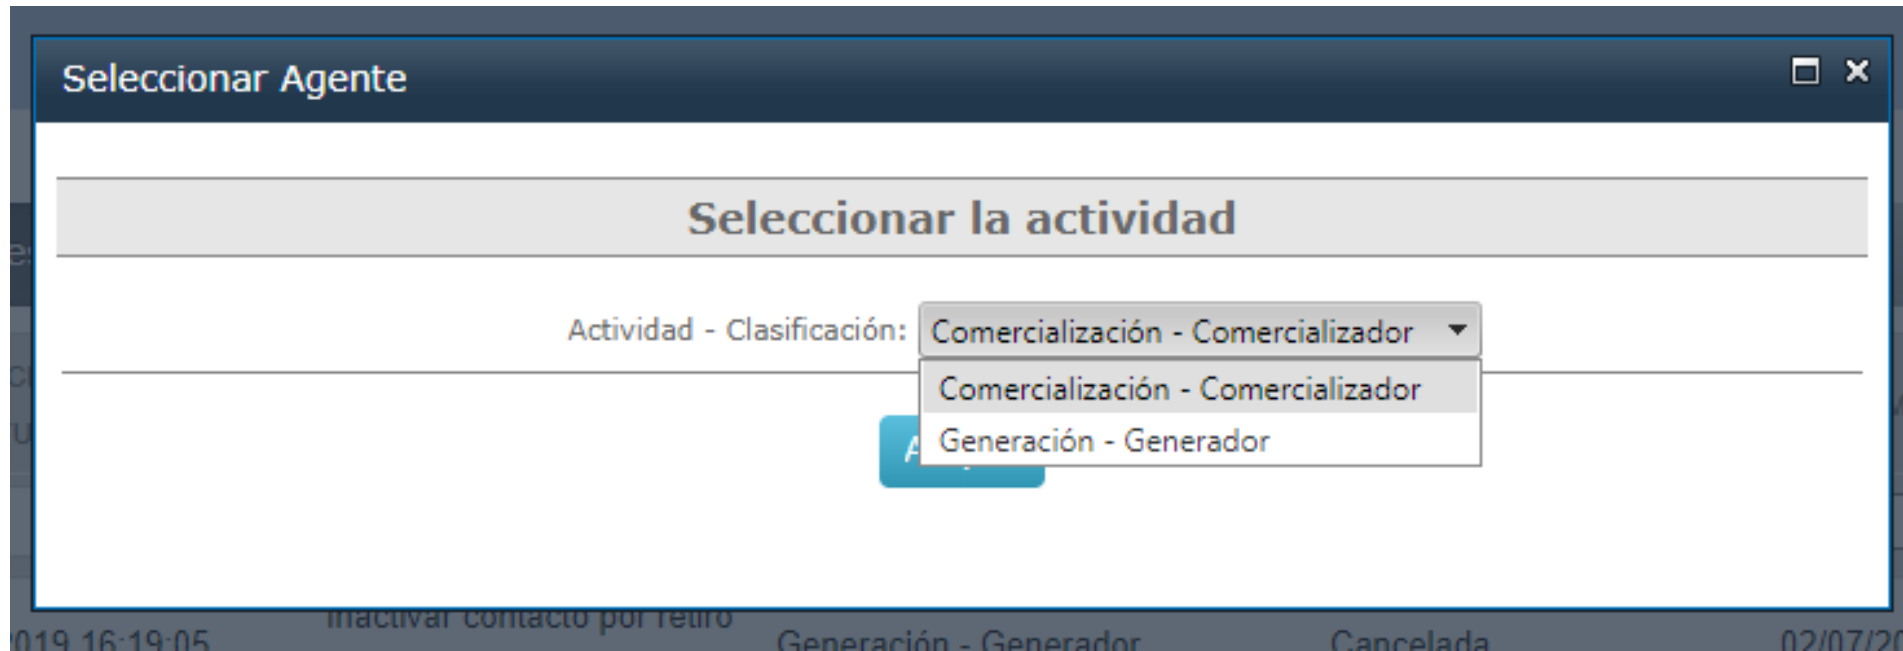 Seleccionar Agente
Seleccionar la actividad
Actividad - Clasificación: Comercialización - Comercializador
Comercialización - Comercializador
Generación - Generador
Inactivar contacto por retiro
2019 16:19:05 Generación - Generador Cancelada 02/07/20